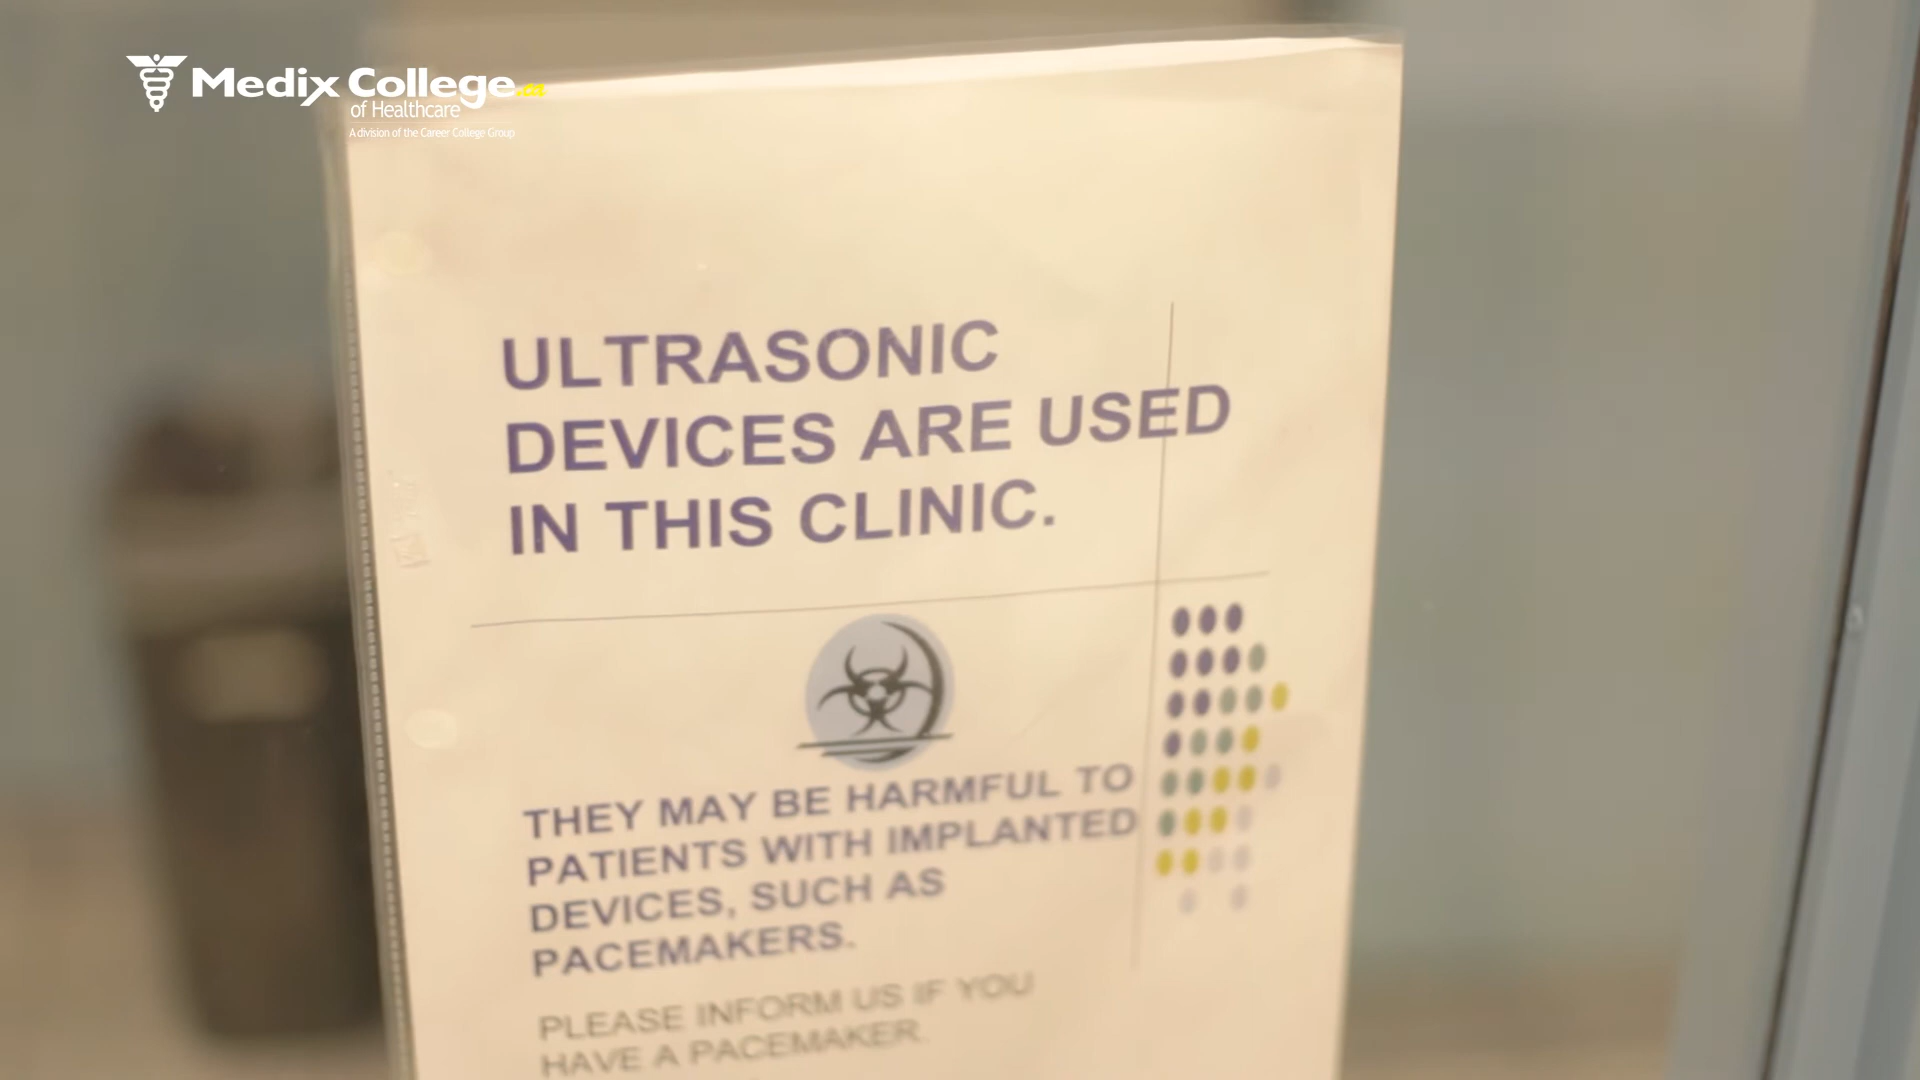 Medix College.ca
of Healthcare
A division of the Career College Group
ULTRASONIC
DEVICES ARE USED
IN THIS CLINIC.
THEY MAY BE HARMFUL TO
PATIENTS WITH IMPLANTED
DEVICES, SUCH AS
PACEMAKERS.
PLEASE INFORM US IF YOU
HAVE A PACEMAKER.